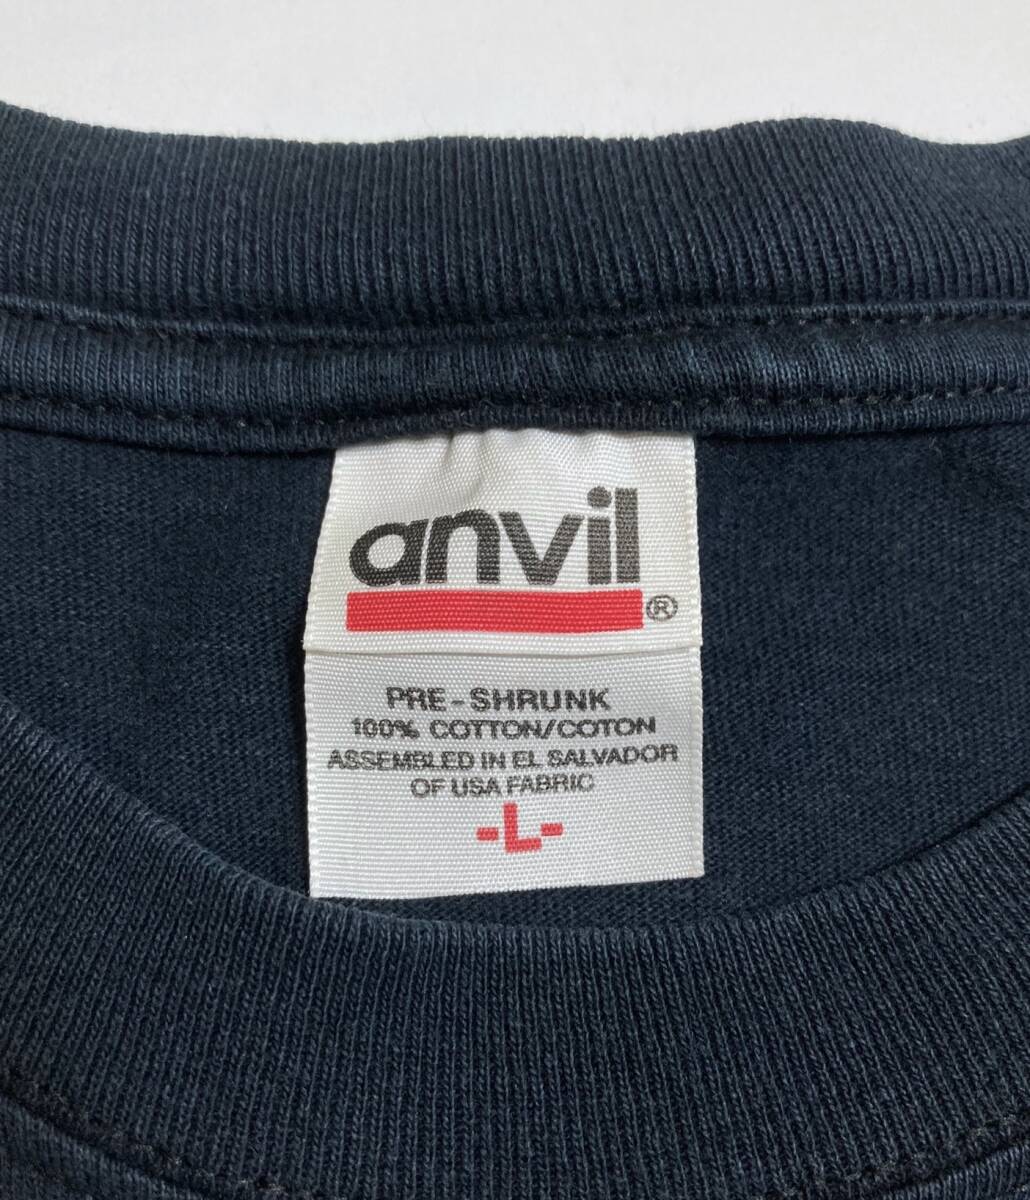 anvil
®
PRE-SHRUNK
100% COTTON/COTON
ASSEMBLED IN EL SALVADOR
OF USA FABRIC
-L-